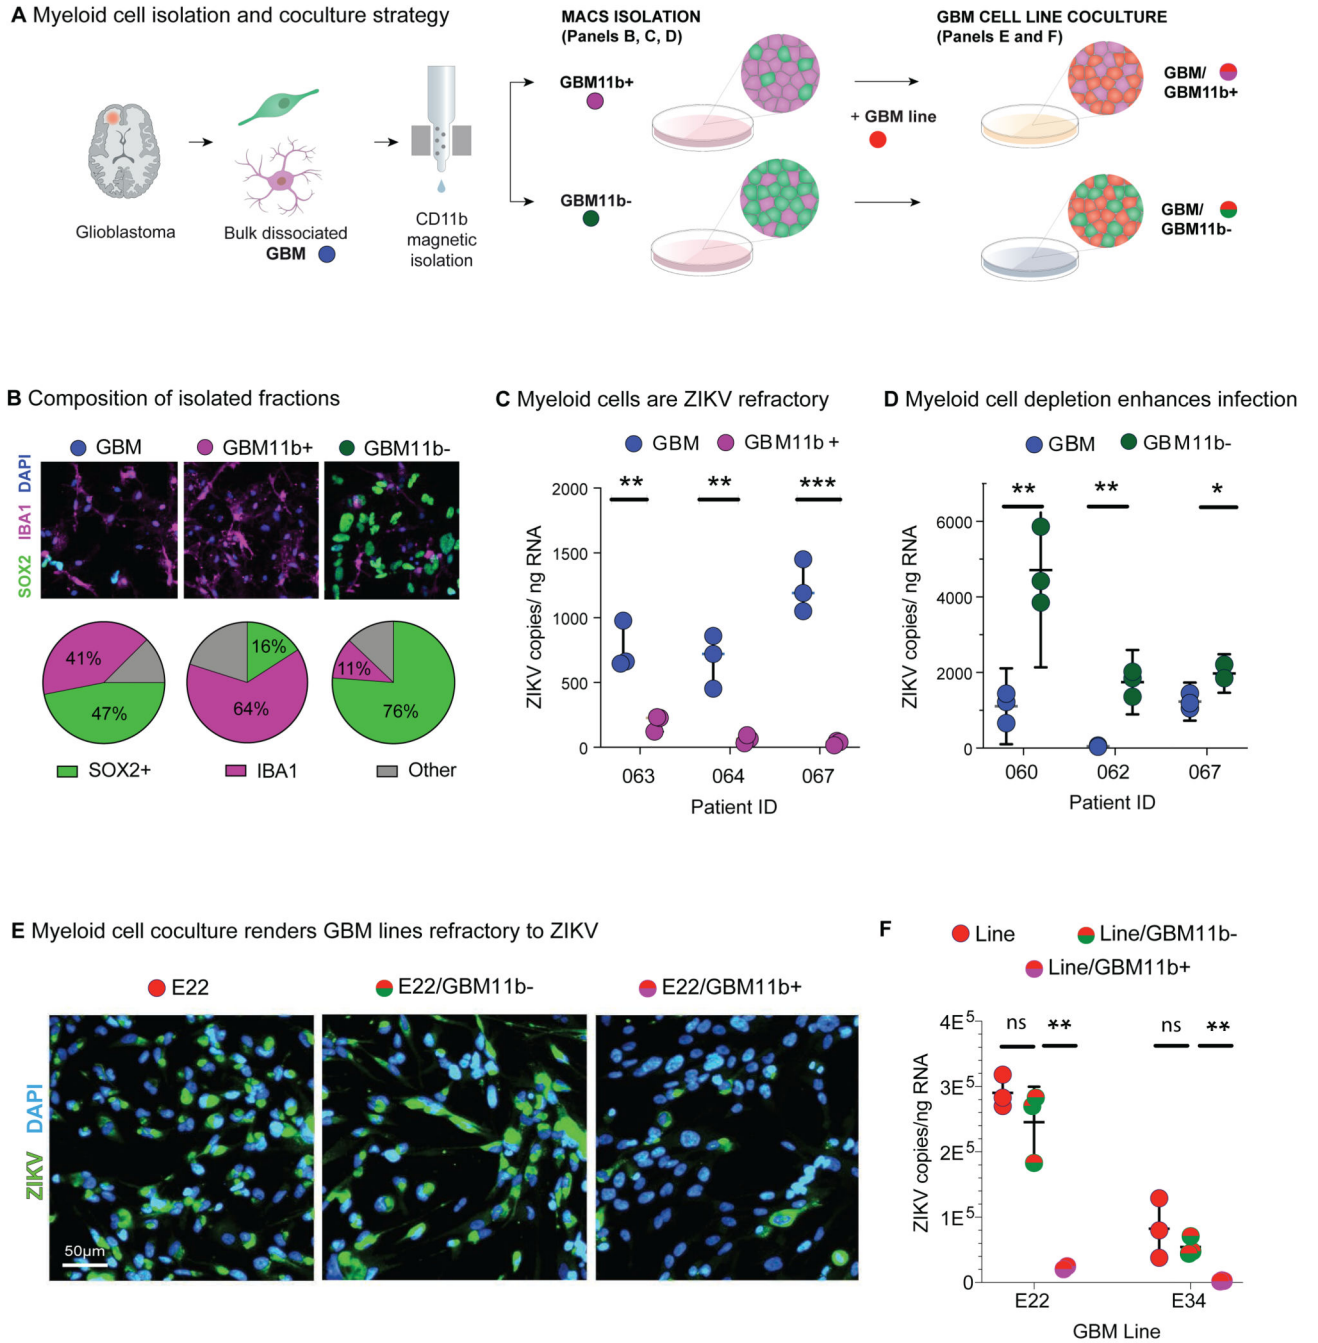 A Myeloid cell isolation and coculture strategy
MACS ISOLATION
(Panels B, C, D)
GBM CELL LINE COCULTURE
(Panels E and F)
Glioblastoma
Bulk dissociated
GBM
CD11b
magnetic
isolation
GBM11b+
GBM11b-
+ GBM line
GBM/
GBM11b+
GBM/
GBM11b-
B Composition of isolated fractions
GBM
GBM11b+
GBM11b-
SOX2 IBA1 DAPI
41%
47%
16%
64%
11%
76%
SOX2+
IBA1
Other
C Myeloid cells are ZIKV refractory
GBM
GBM11b +
ZIKV copies/ ng RNA
2000
1500
1000
500
0
**
**
***
063
064
067
Patient ID
D Myeloid cell depletion enhances infection
GBM
GBM11b-
ZIKV copies/ ng RNA
6000
4000
2000
0
**
**
*
060
062
067
Patient ID
E Myeloid cell coculture renders GBM lines refractory to ZIKV
E22
E22/GBM11b-
E22/GBM11b+
ZIKV DAPI
50µm
F
Line
Line/GBM11b-
Line/GBM11b+
ZIKV copies/ng RNA
4E⁵
3E⁵
2E⁵
1E⁵
0
ns
**
ns
**
E22
E34
GBM Line